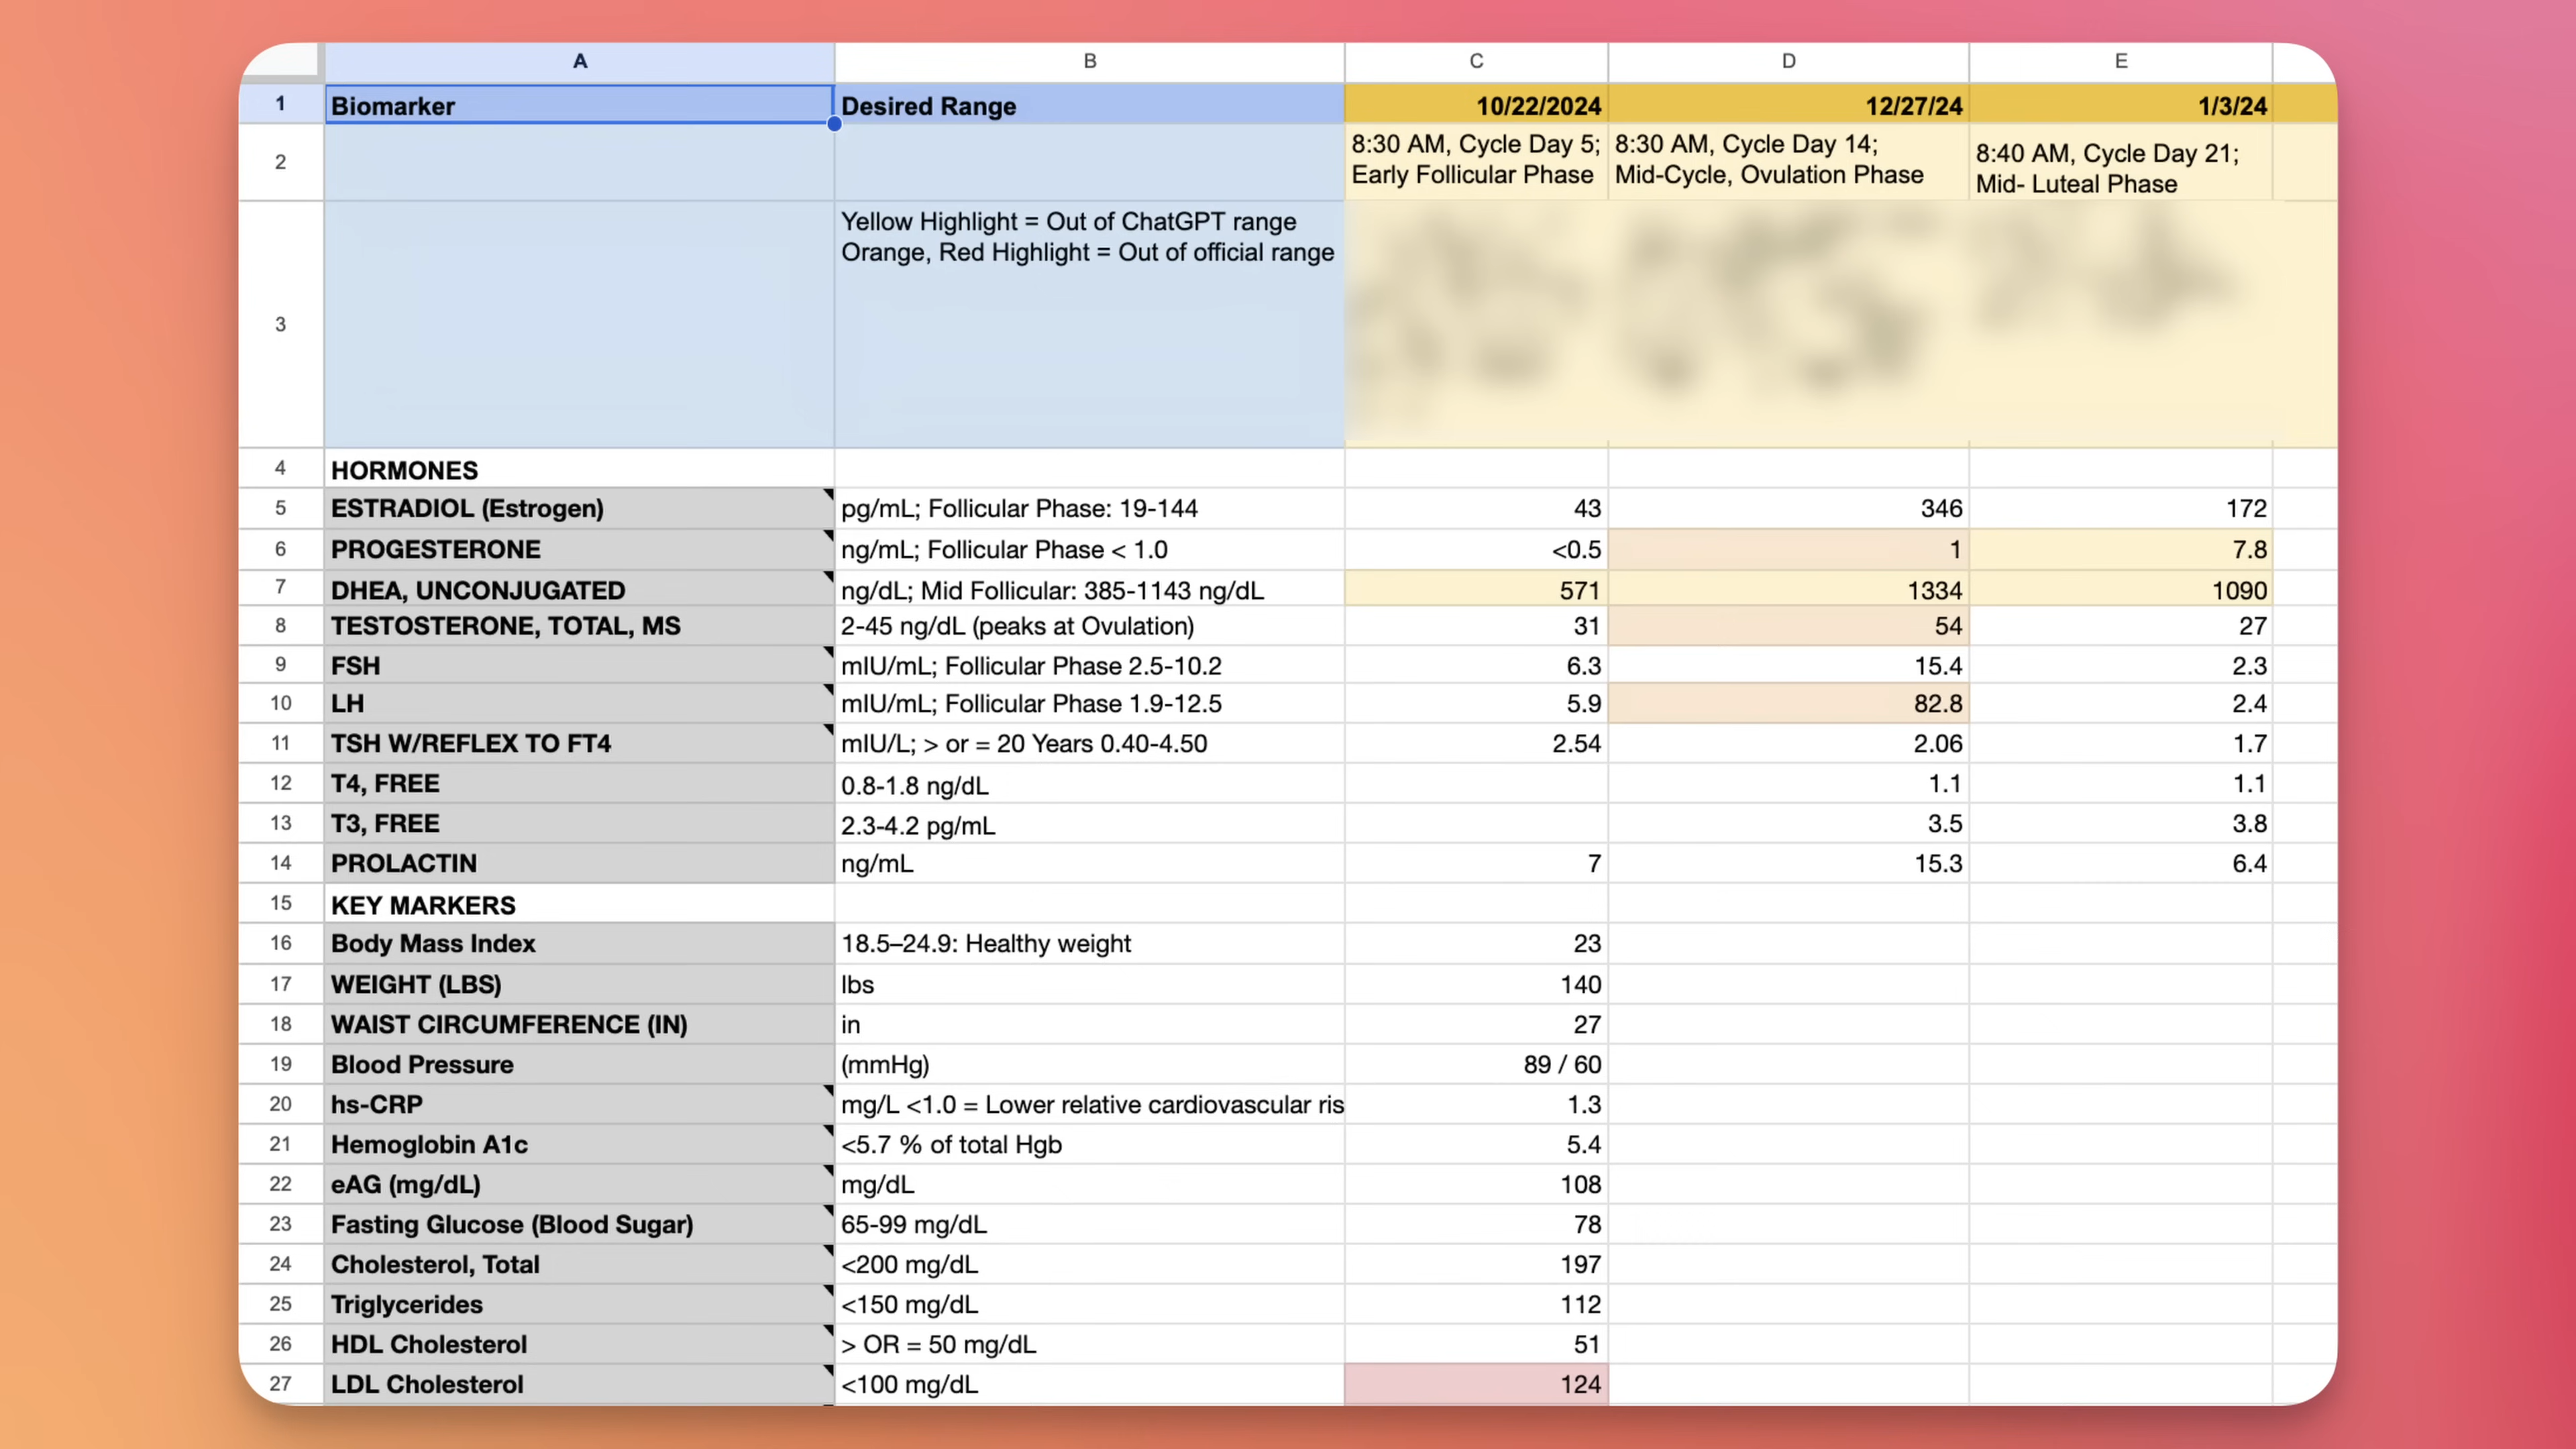 A B C D E
1 Biomarker Desired Range 10/22/2024 12/27/24 1/3/24
2 8:30 AM, Cycle Day 5; 8:30 AM, Cycle Day 14; 8:40 AM, Cycle Day 21;
Early Follicular Phase Mid-Cycle, Ovulation Phase Mid- Luteal Phase
3 Yellow Highlight = Out of ChatGPT range
Orange, Red Highlight = Out of official range
4 HORMONES
5 ESTRADIOL (Estrogen) pg/mL; Follicular Phase: 19-144 43 346 172
6 PROGESTERONE ng/mL; Follicular Phase < 1.0 <0.5 1 7.8
7 DHEA, UNCONJUGATED ng/dL; Mid Follicular: 385-1143 ng/dL 571 1334 1090
8 TESTOSTERONE, TOTAL, MS 2-45 ng/dL (peaks at Ovulation) 31 54 27
9 FSH mIU/mL; Follicular Phase 2.5-10.2 6.3 15.4 2.3
10 LH mIU/mL; Follicular Phase 1.9-12.5 5.9 82.8 2.4
11 TSH W/REFLEX TO FT4 mIU/L; > or = 20 Years 0.40-4.50 2.54 2.06 1.7
12 T4, FREE 0.8-1.8 ng/dL 1.1 1.1
13 T3, FREE 2.3-4.2 pg/mL 3.5 3.8
14 PROLACTIN ng/mL 7 15.3 6.4
15 KEY MARKERS
16 Body Mass Index 18.5–24.9: Healthy weight 23
17 WEIGHT (LBS) lbs 140
18 WAIST CIRCUMFERENCE (IN) in 27
19 Blood Pressure (mmHg) 89 / 60
20 hs-CRP mg/L <1.0 = Lower relative cardiovascular ris 1.3
21 Hemoglobin A1c <5.7 % of total Hgb 5.4
22 eAG (mg/dL) mg/dL 108
23 Fasting Glucose (Blood Sugar) 65-99 mg/dL 78
24 Cholesterol, Total <200 mg/dL 197
25 Triglycerides <150 mg/dL 112
26 HDL Cholesterol > OR = 50 mg/dL 51
27 LDL Cholesterol <100 mg/dL 124